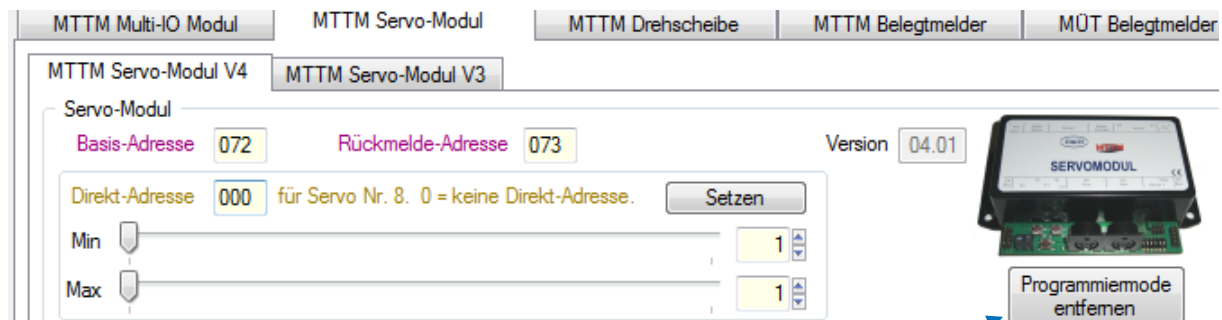 MTTM Multi-IO Modul MTTM Servo-Modul MTTM Drehscheibe MTTM Belegtmelder MÜT Belegtmelder
MTTM Servo-Modul V4 MTTM Servo-Modul V3
Servo-Modul
Basis-Adresse 072 Rückmelde-Adresse 073 Version 04.01
Direkt-Adresse 000 für Servo Nr. 8. 0 = keine Direkt-Adresse. Setzen
SERVOMODUL
Min 1
Max 1
Programmiermode
entfernen